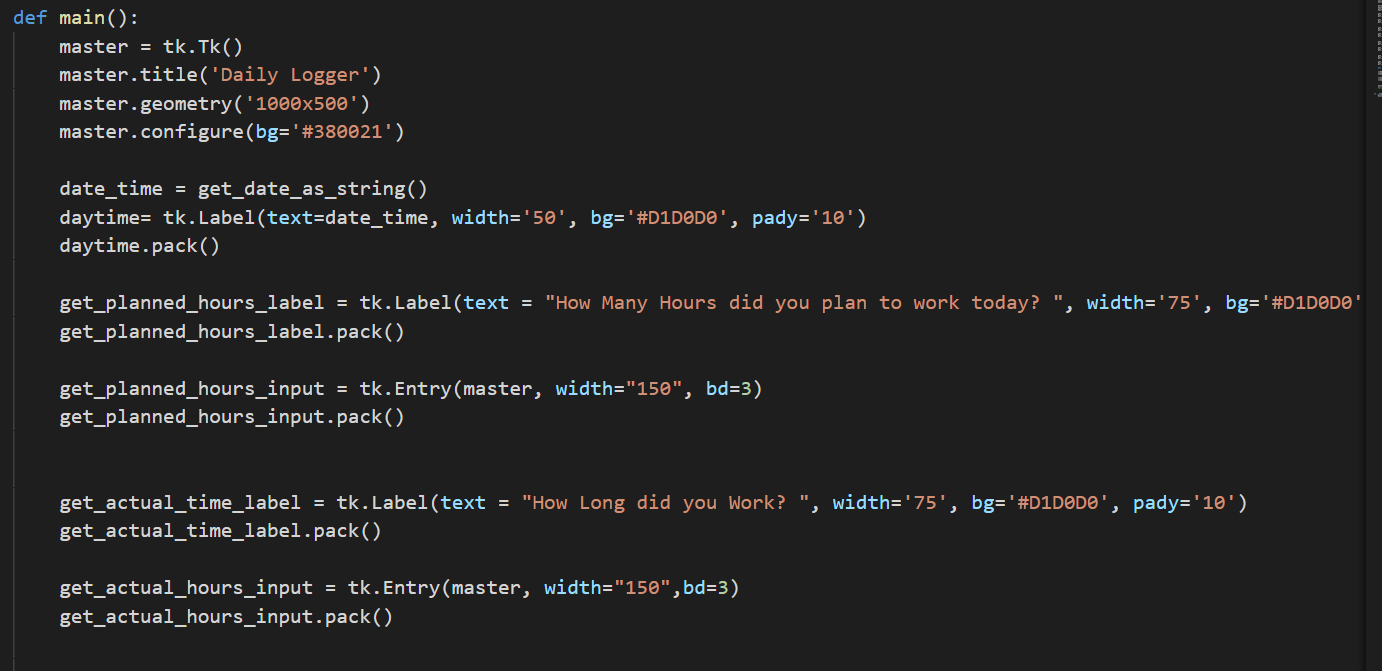 def main():
    master = tk.Tk()
    master.title('Daily Logger')
    master.geometry('1000x500')
    master.configure(bg='#380021')
    date_time = get_date_as_string()
    daytime= tk.Label(text=date_time, width='50', bg='#D1D0D0', pady='10')
    daytime.pack()
    get_planned_hours_label = tk.Label(text = "How Many Hours did you plan to work today? ", width='75', bg='#D1D0D0'
    get_planned_hours_label.pack()
    get_planned_hours_input = tk.Entry(master, width="150", bd=3)
    get_planned_hours_input.pack()
    get_actual_time_label = tk.Label(text = "How Long did you Work? ", width='75', bg='#D1D0D0', pady='10')
    get_actual_time_label.pack()
    get_actual_hours_input = tk.Entry(master, width="150",bd=3)
    get_actual_hours_input.pack()